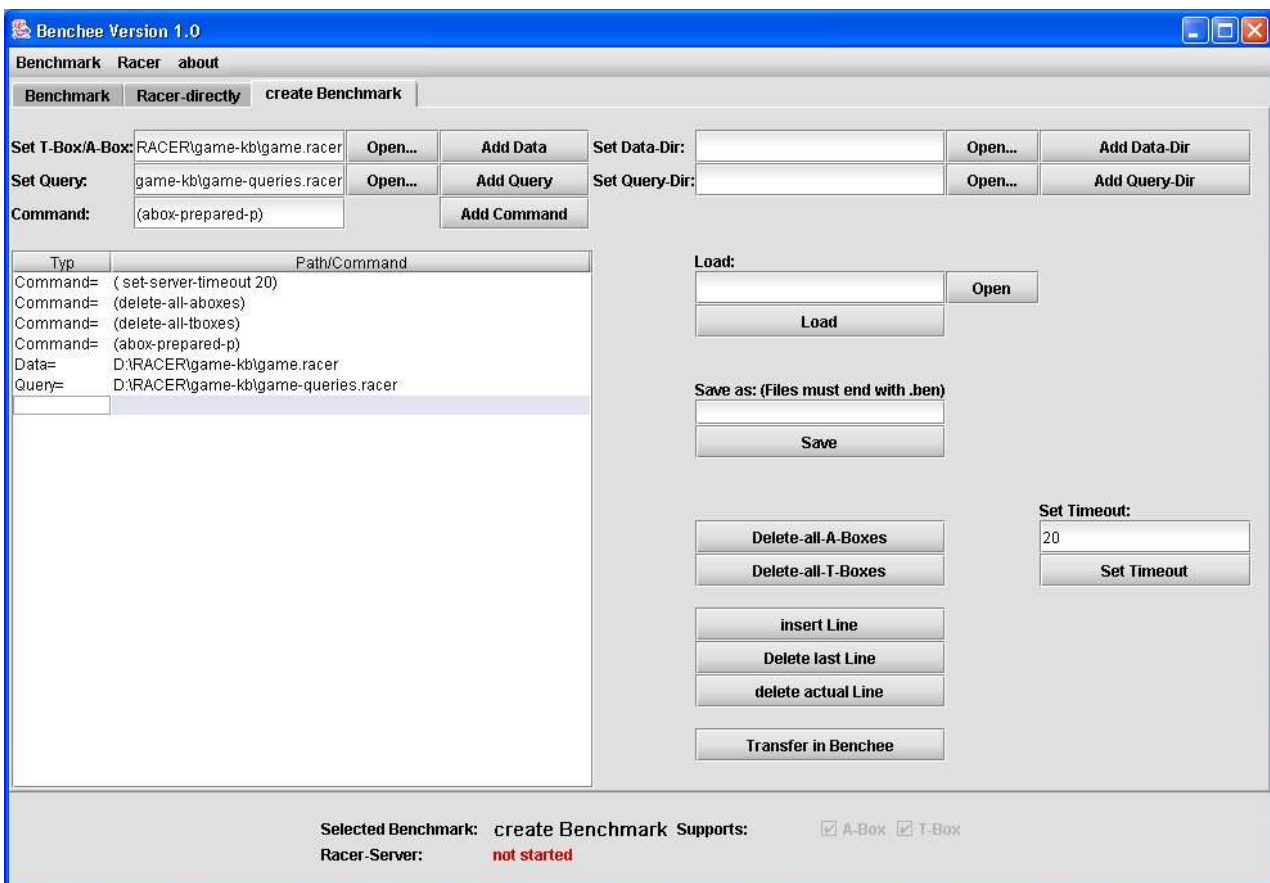 Benchee Version 1.0
Benchmark Racer about
Benchmark Racer-directly create Benchmark
Set T-Box/A-Box: RACER\game-kb\game.racer Open... Add Data Set Data-Dir: Open... Add Data-Dir
Set Query: game-kb\game-queries.racer Open... Add Query Set Query-Dir: Open... Add Query-Dir
Command: (abox-prepared-p) Add Command
Typ Path/Command
Command= ( set-server-timeout 20)
Command= (delete-all-aboxes)
Command= (delete-all-tboxes)
Command= (abox-prepared-p)
Data= D:\RACER\game-kb\game.racer
Query= D:\RACER\game-kb\game-queries.racer
Load:
Open
Load
Save as: (Files must end with .ben)
Save
Set Timeout:
Delete-all-A-Boxes 20
Delete-all-T-Boxes Set Timeout
insert Line
Delete last Line
delete actual Line
Transfer in Benchee
Selected Benchmark: create Benchmark Supports: A-Box T-Box
Racer-Server: not started